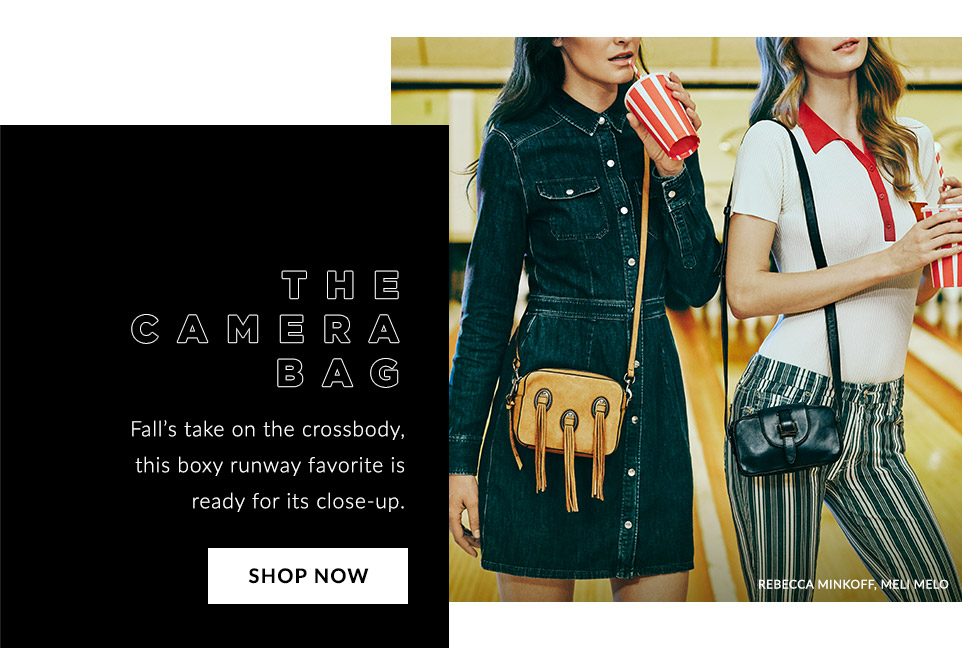 THE
CAMERA
BAG
Fall’s take on the crossbody,
this boxy runway favorite is
ready for its close-up.
SHOP NOW
REBECCA MINKOFF, MELI MELO